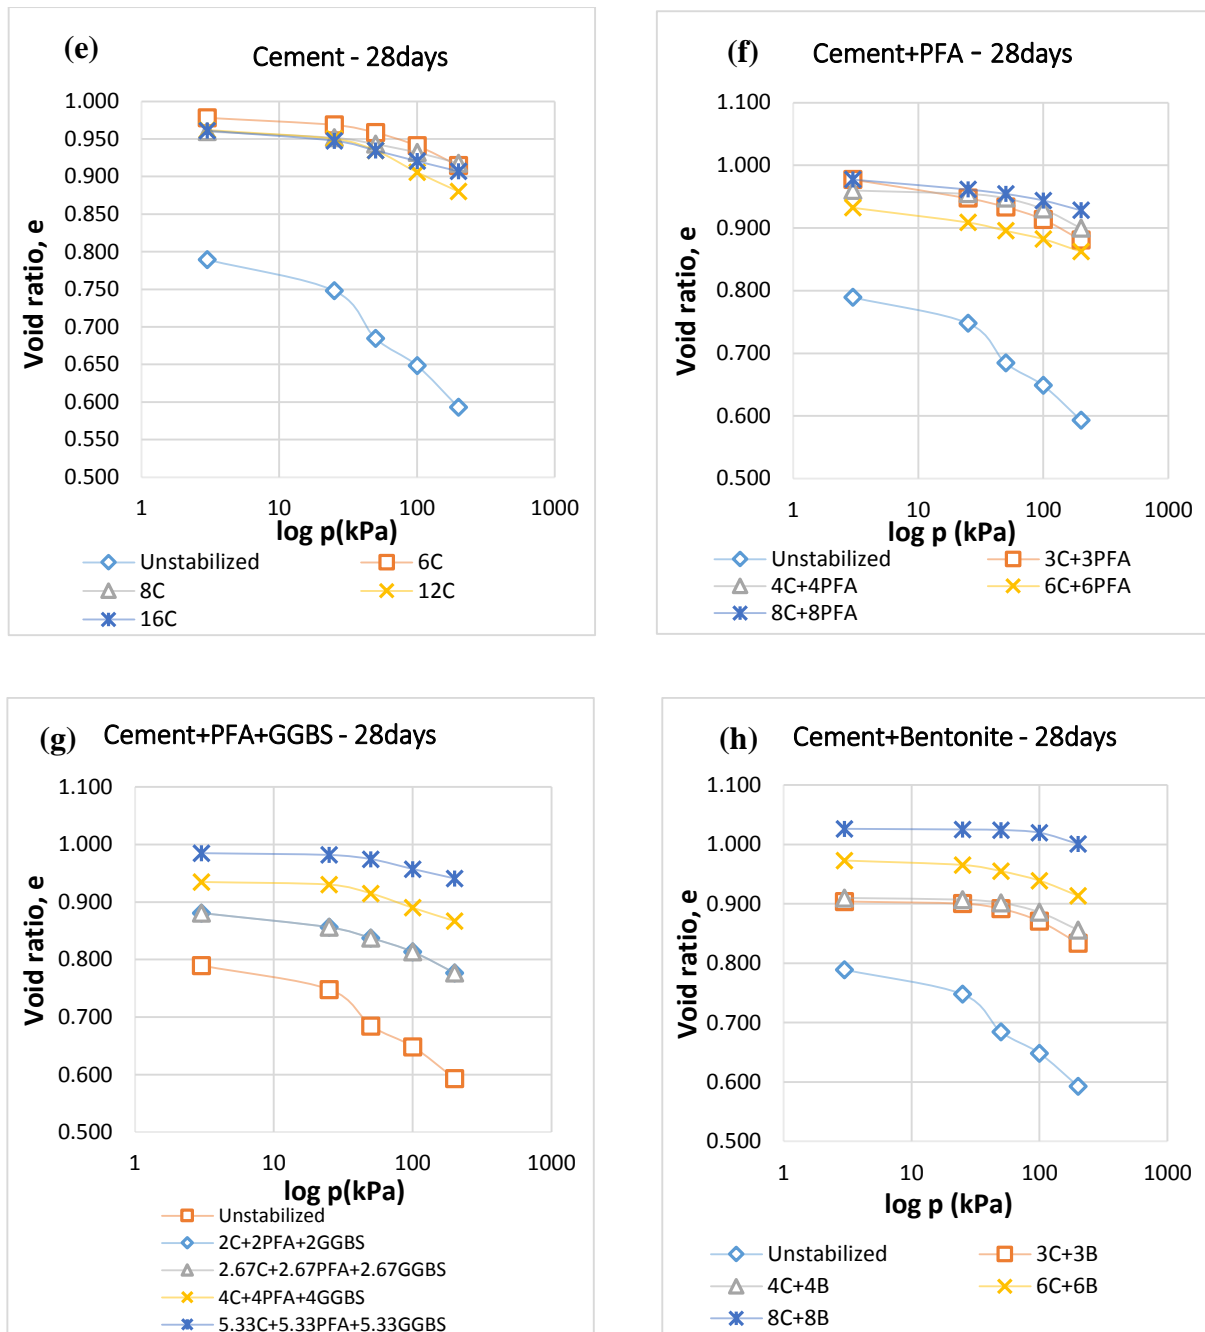 (e)
Cement - 28days
1.000
0.950
0.900
0.850
0.800
0.750
0.700
0.650
0.600
0.550
0.500
Void ratio, e
1 10 100 1000
log p(kPa)
Unstabilized 6C
8C 12C
16C
(f)
Cement+PFA - 28days
1.100
1.000
0.900
0.800
0.700
0.600
0.500
Void ratio, e
1 10 100 1000
log p (kPa)
Unstabilized 3C+3PFA
4C+4PFA 6C+6PFA
8C+8PFA
(g) Cement+PFA+GGBS - 28days
1.100
1.000
0.900
0.800
0.700
0.600
0.500
Void ratio, e
1 10 100 1000
log p(kPa)
Unstabilized
2C+2PFA+2GGBS
2.67C+2.67PFA+2.67GGBS
4C+4PFA+4GGBS
5.33C+5.33PFA+5.33GGBS
(h) Cement+Bentonite - 28days
1.100
1.000
0.900
0.800
0.700
0.600
0.500
Void ratio, e
1 10 100 1000
log p (kPa)
Unstabilized 3C+3B
4C+4B 6C+6B
8C+8B